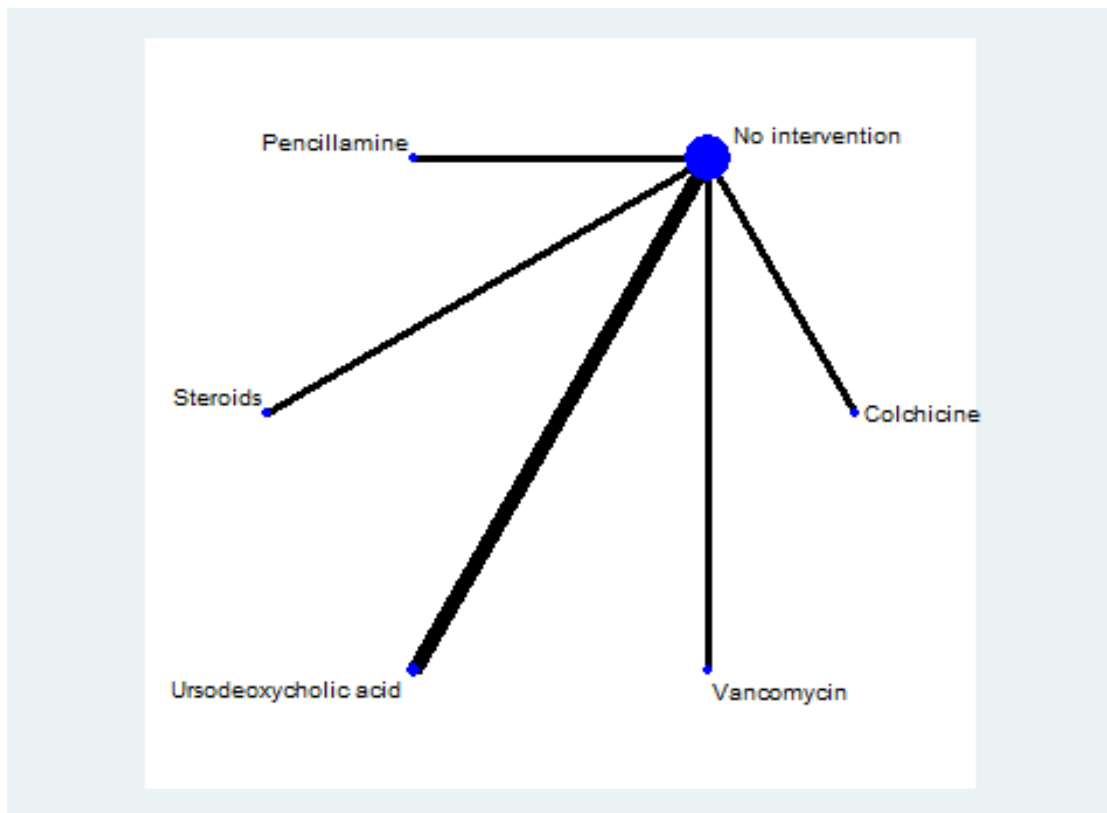 No intervention
Pencillamine
Steroids
Colchicine
Ursodeoxycholic acid
Vancomycin